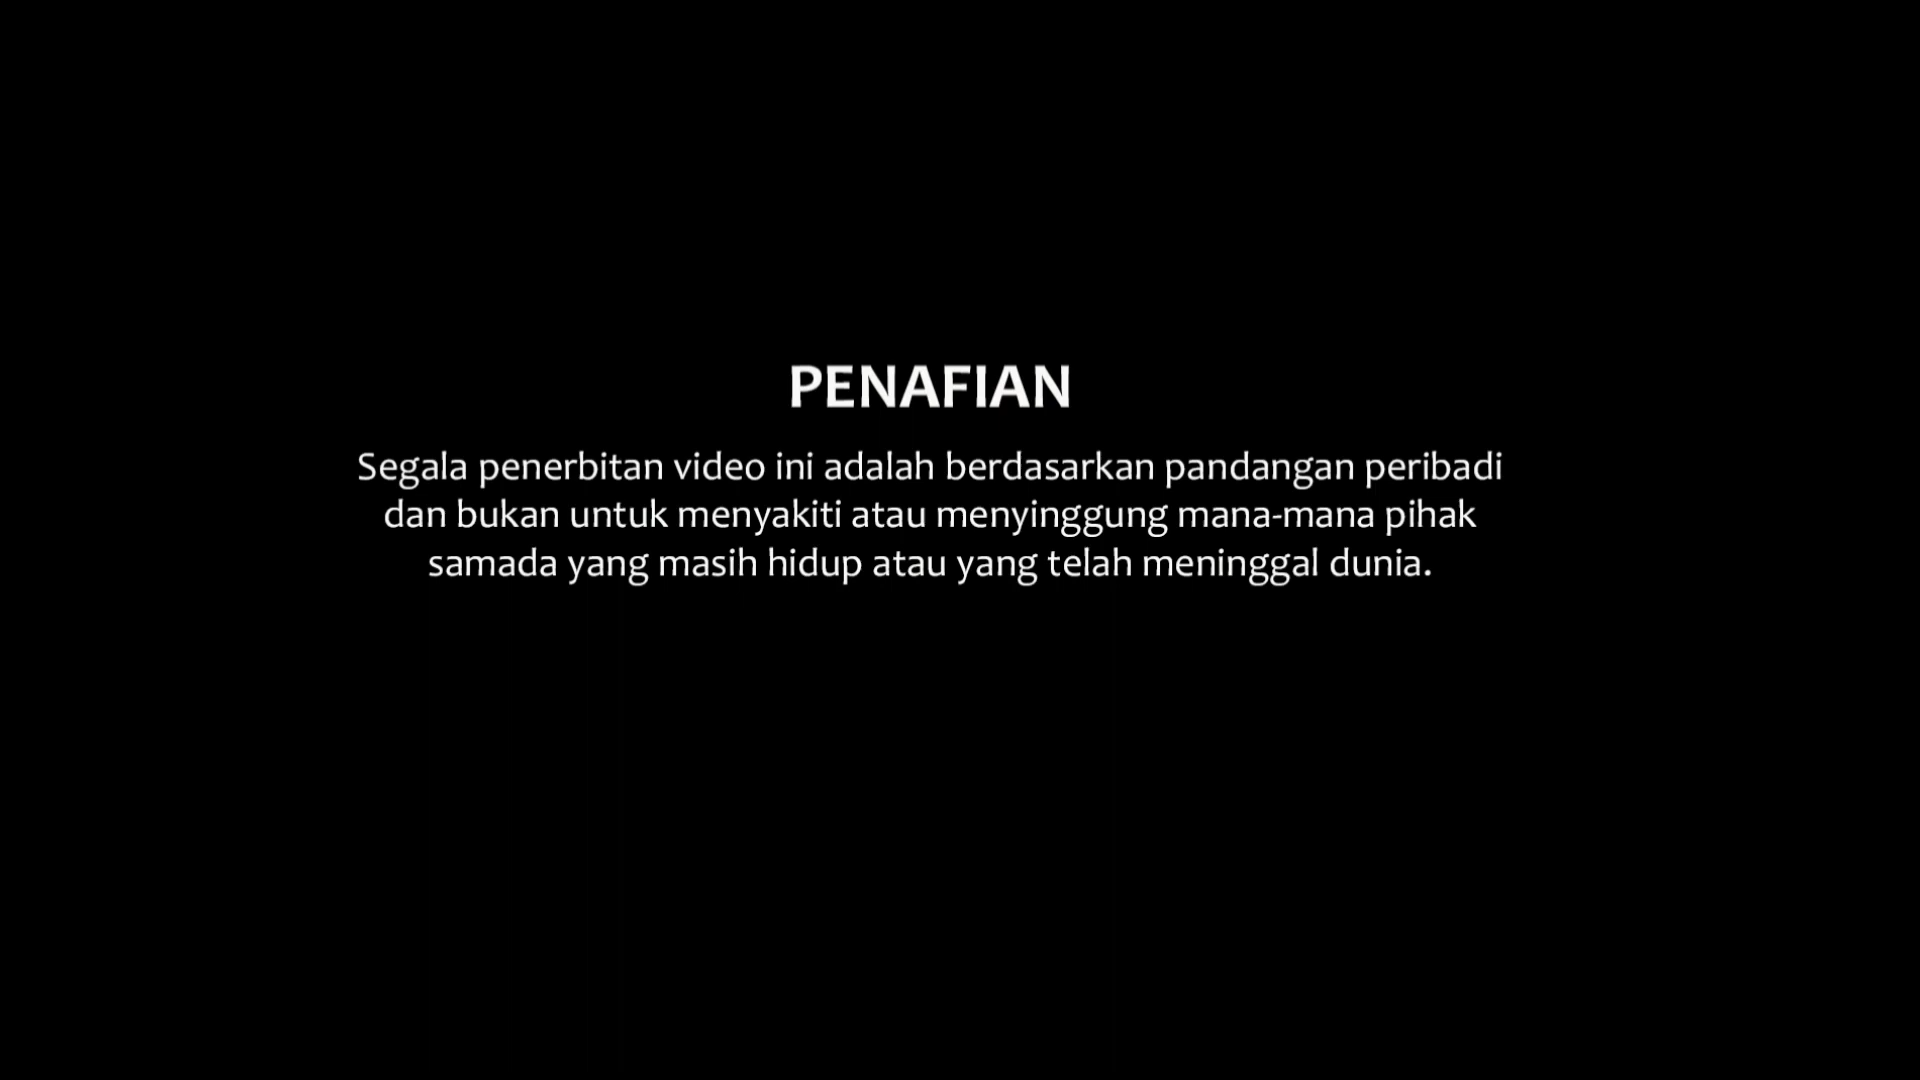 PENAFIAN
Segala penerbitan video ini adalah berdasarkan pandangan peribadi
dan bukan untuk menyakiti atau menyinggung mana-mana pihak
samada yang masih hidup atau yang telah meninggal dunia.